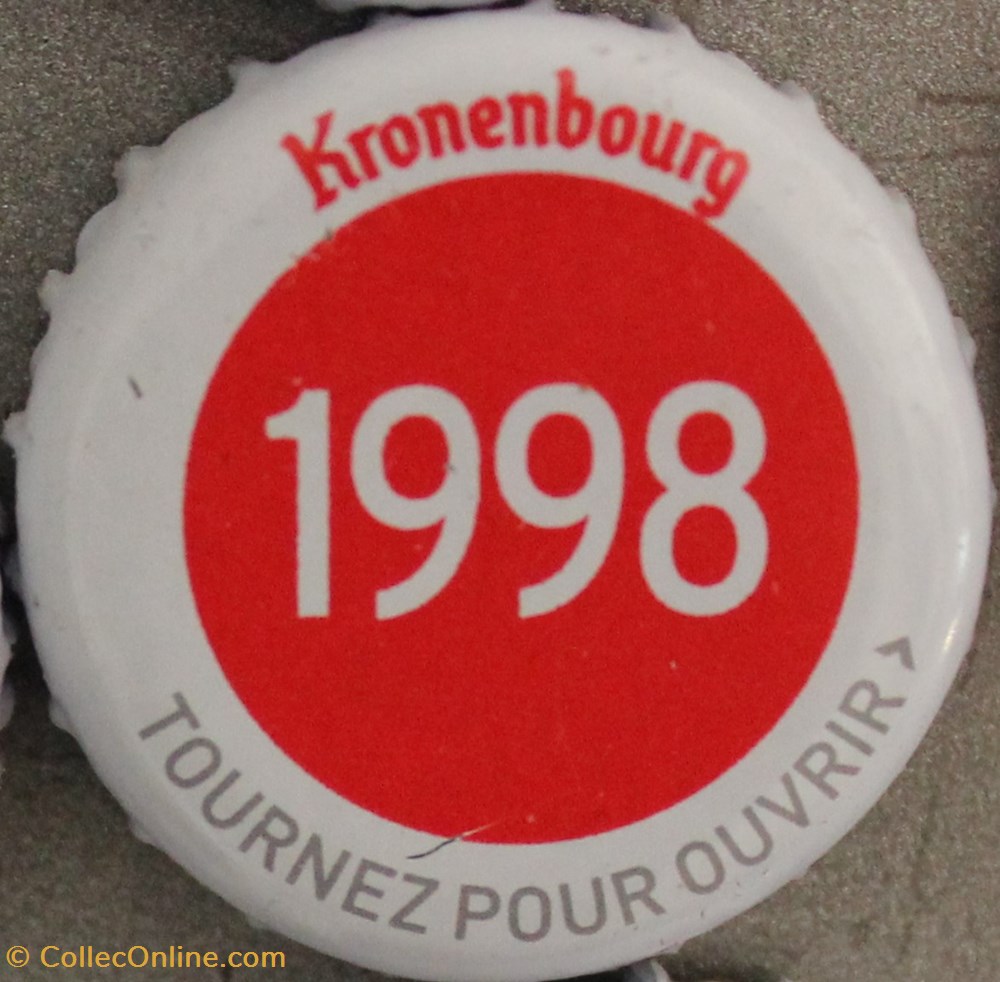 Kronenbourg
1998
TOURNEZ POUR OUVRIR >
© CollecOnline.com